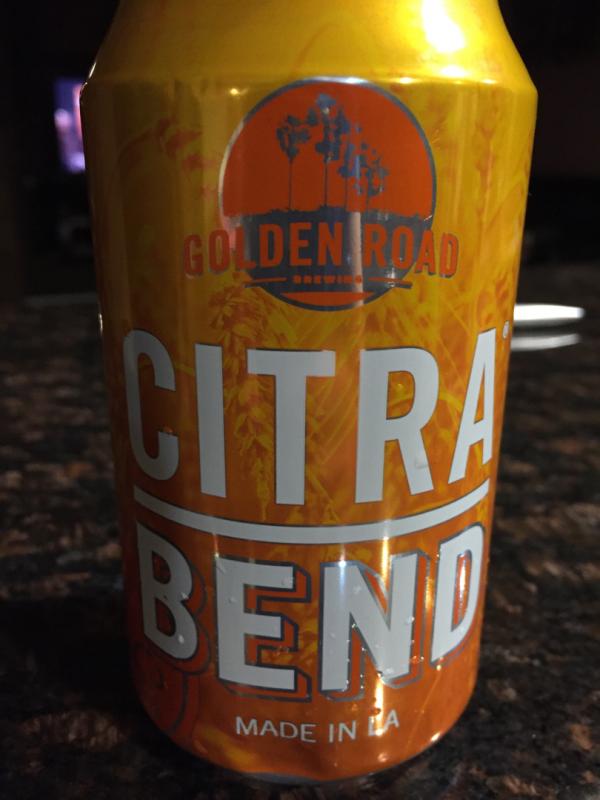 GOLDEN ROAD
BREWING
CITRA®
BEND
MADE IN LA